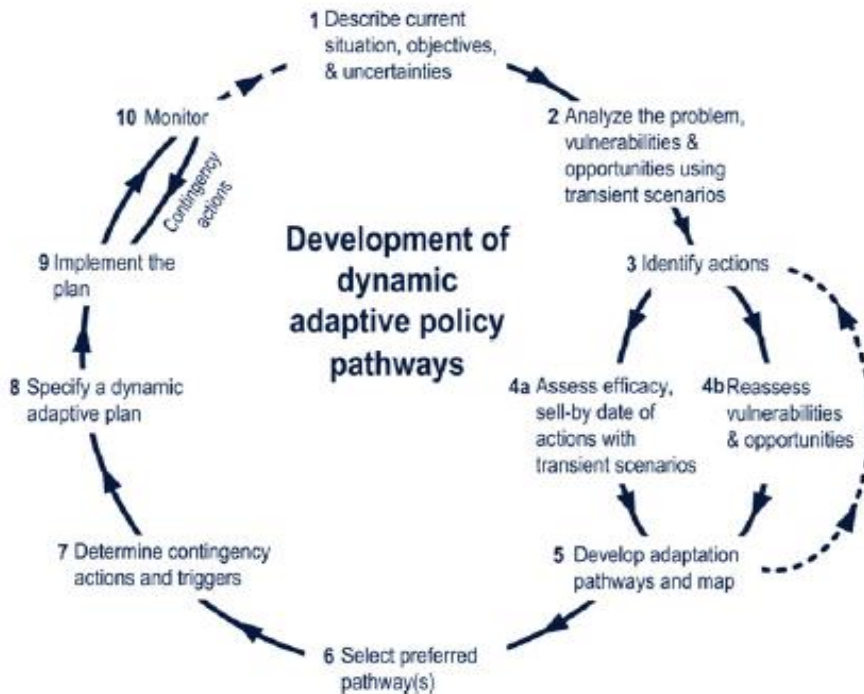 1 Describe current
situation, objectives,
& uncertainties
2 Analyze the problem,
vulnerabilities &
opportunities using
transient scenarios
3 Identify actions
4a Assess efficacy,
sell-by date of
actions with
transient scenarios
4b Reassess
vulnerabilities
& opportunities
5 Develop adaptation
pathways and map
6 Select preferred
pathway(s)
7 Determine contingency
actions and triggers
8 Specify a dynamic
adaptive plan
9 Implement the
plan
10 Monitor
Contingency
actions
Development of
dynamic
adaptive policy
pathways